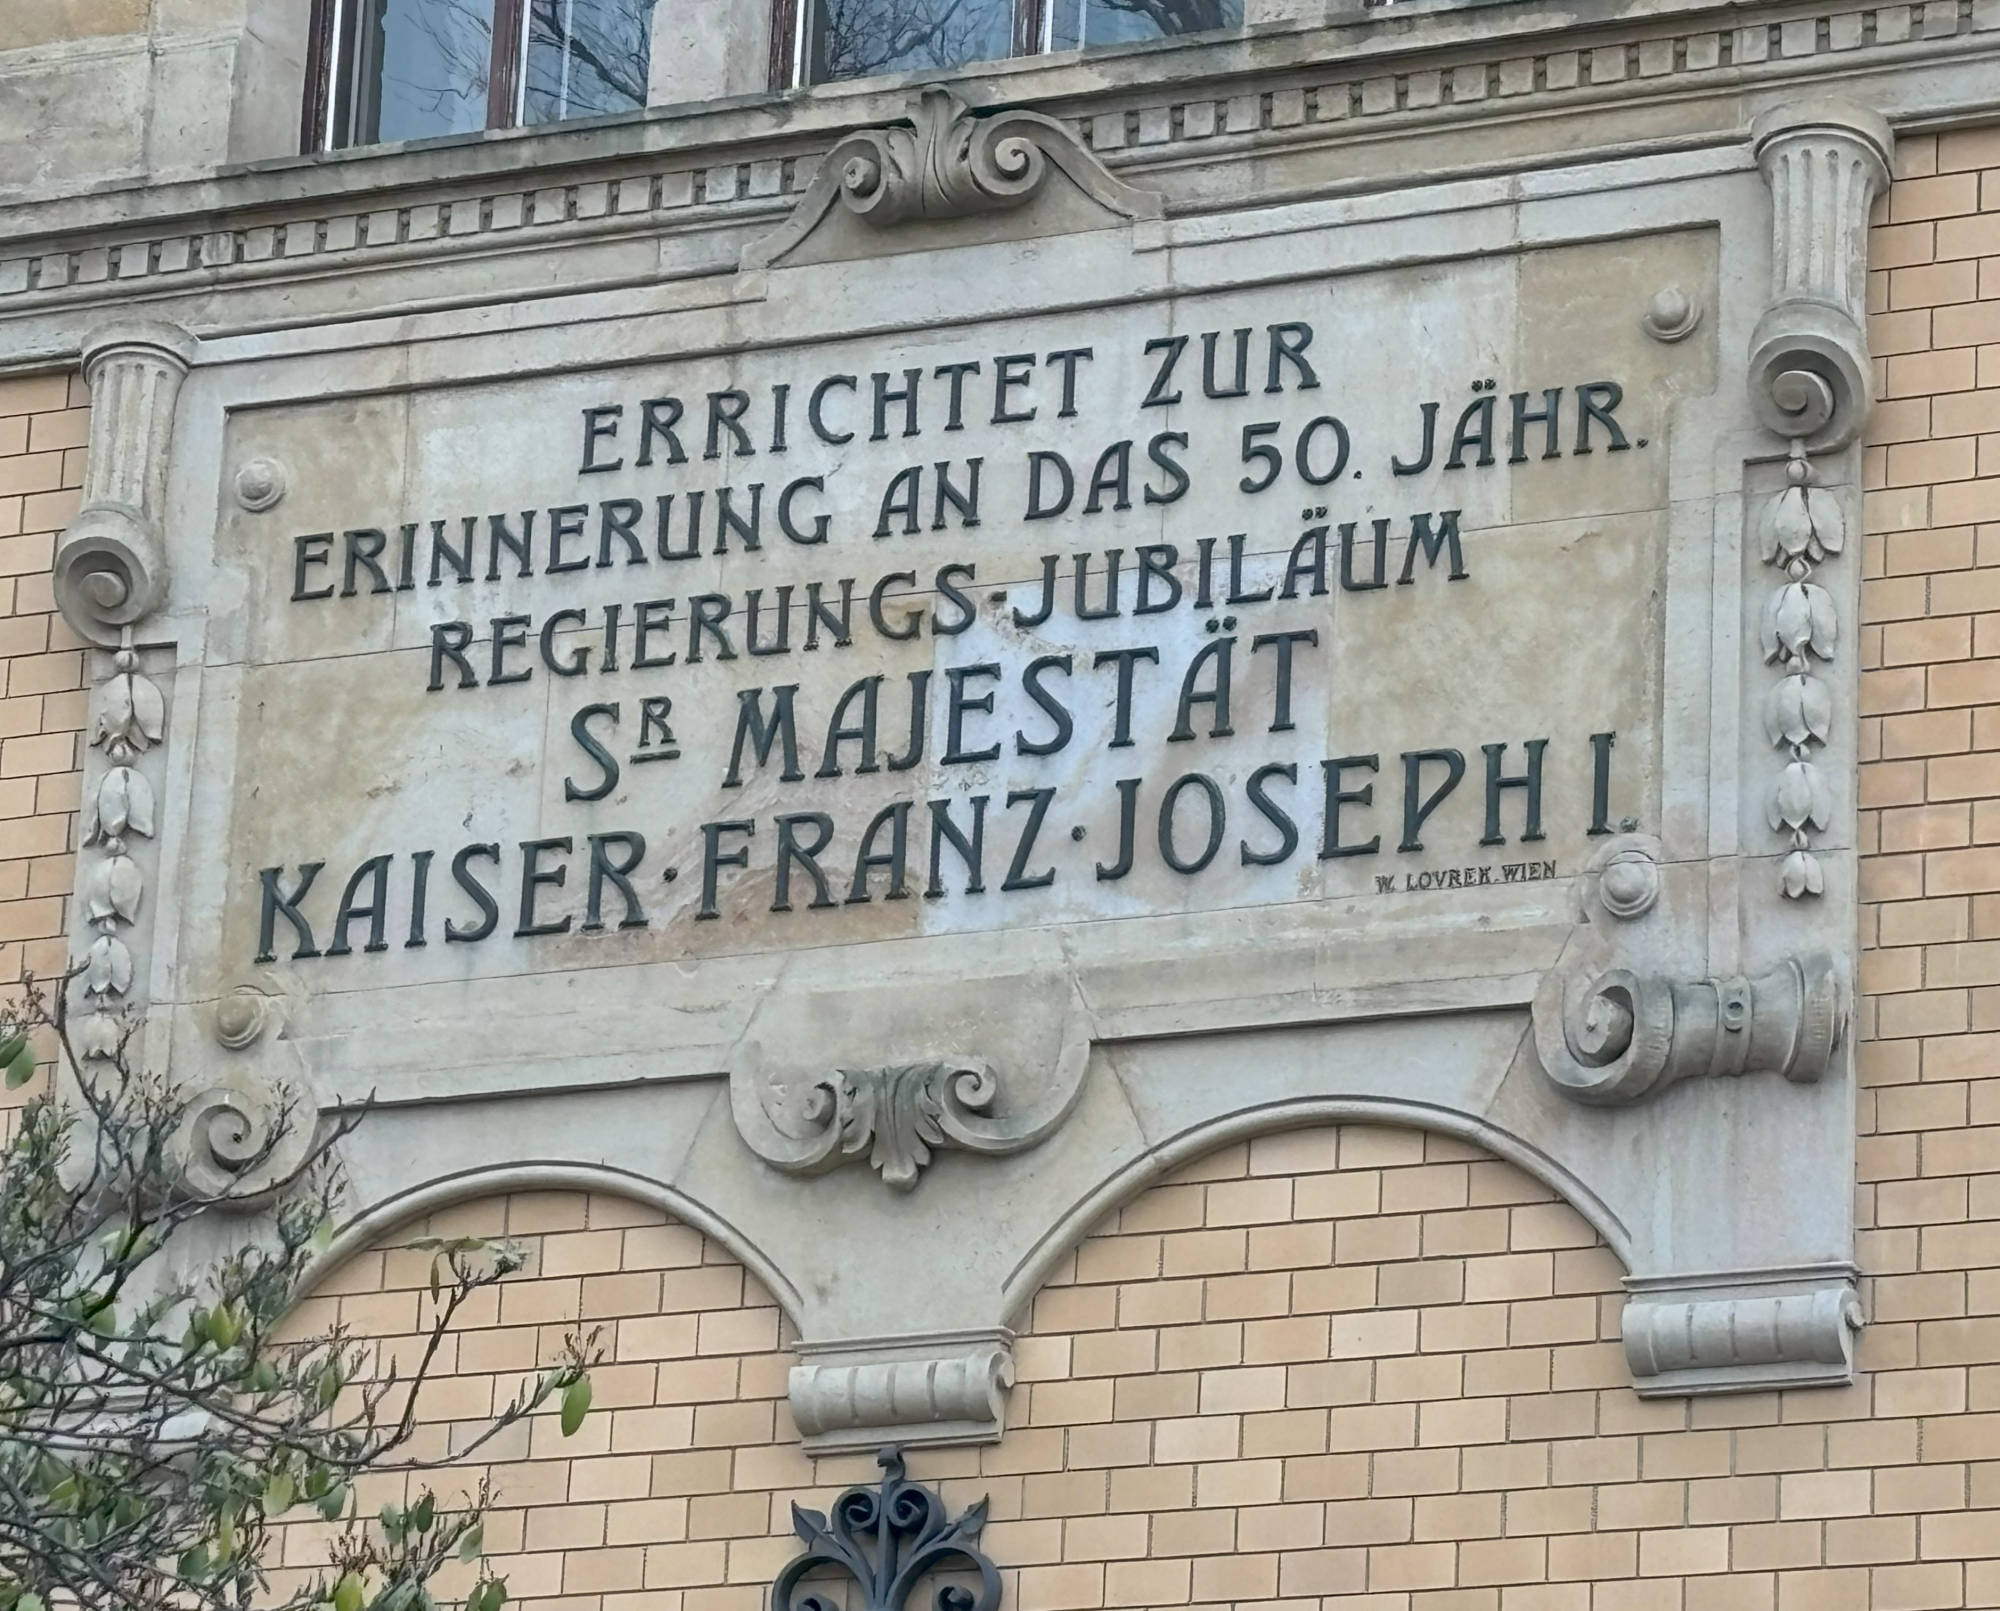 ERRICHTET ZUR
ERINNERUNG AN DAS 50. JÄHR.
REGIERUNGS-JUBILÄUM
SR MAJESTÄT
KAISER·FRANZ·JOSEPH I.
W. LOVREK. WIEN